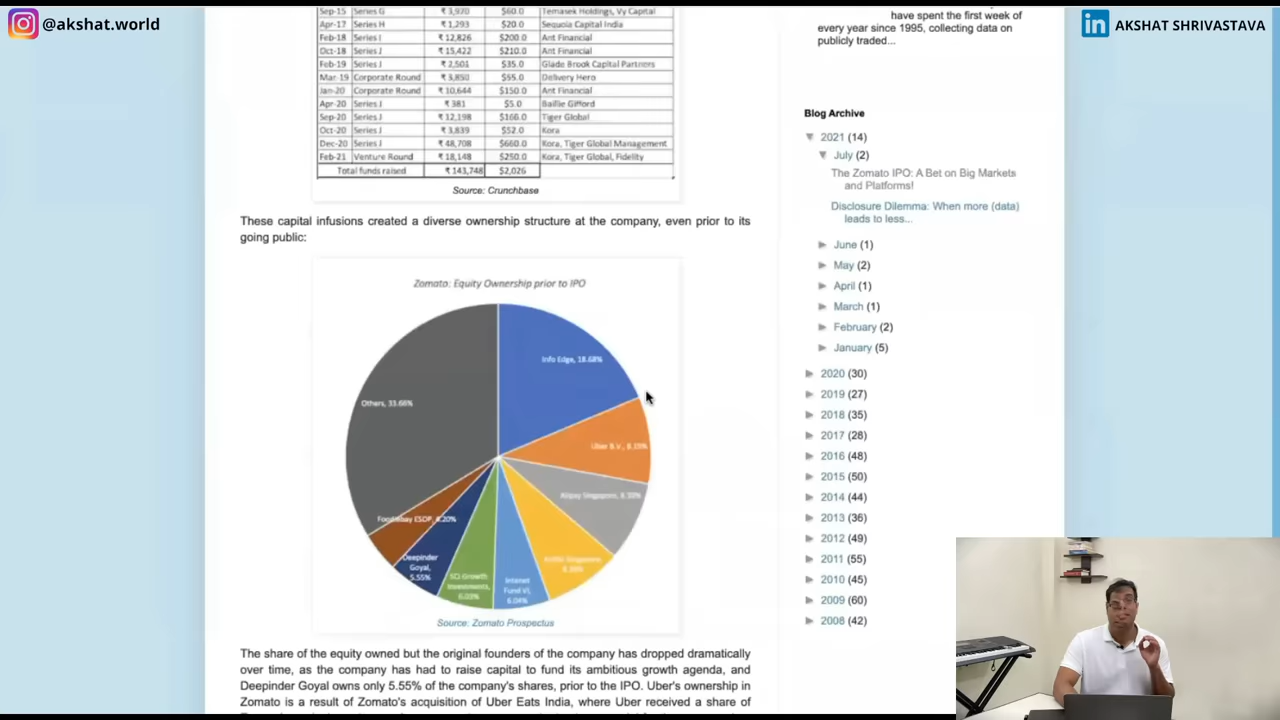 @akshat.world
AKSHAT SHRIVASTAVA
Sep-15 Series G ₹ 3,970 $60.0 Temasek Holdings, Vy Capital
Apr-17 Series H ₹ 1,293 $20.0 Sequoia Capital India
Feb-18 Series I ₹ 12,826 $200.0 Ant Financial
Oct-18 Series J ₹ 15,422 $210.0 Ant Financial
Feb-19 Series J ₹ 2,501 $35.0 Glade Brook Capital Partners
Mar-19 Corporate Round ₹ 3,850 $55.0 Delivery Hero
Jan-20 Corporate Round ₹ 10,644 $150.0 Ant Financial
Apr-20 Series J ₹ 381 $5.0 Baillie Gifford
Sep-20 Series J ₹ 12,198 $166.0 Tiger Global
Oct-20 Series J ₹ 3,839 $52.0 Kora
Dec-20 Series J ₹ 48,708 $660.0 Kora, Tiger Global Management
Feb-21 Venture Round ₹ 18,148 $250.0 Kora, Tiger Global, Fidelity
Total funds raised ₹ 143,748 $2,026
Source: Crunchbase
These capital infusions created a diverse ownership structure at the company, even prior to its
going public:
Zomato: Equity Ownership prior to IPO
Info Edge, 18.68%
Others, 33.66%
Uber B.V.,
Alipay Singapore,
Foodiebay ESOP,
Deepinder
Goyal,
5.55%
SCI Growth
Investments,
Internet
Fund VI,
6.04%
Source: Zomato Prospectus
The share of the equity owned but the original founders of the company has dropped dramatically
over time, as the company has had to raise capital to fund its ambitious growth agenda, and
Deepinder Goyal owns only 5.55% of the company's shares, prior to the IPO. Uber's ownership in
Zomato is a result of Zomato's acquisition of Uber Eats India, where Uber received a share of
have spent the first week of
every year since 1995, collecting data on
publicly traded...
Blog Archive
▼ 2021 (14)
▼ July (2)
The Zomato IPO: A Bet on Big Markets
and Platforms!
Disclosure Dilemma: When more (data)
leads to less...
► June (1)
► May (2)
► April (1)
► March (1)
► February (2)
► January (5)
► 2020 (30)
► 2019 (27)
► 2018 (35)
► 2017 (28)
► 2016 (48)
► 2015 (50)
► 2014 (44)
► 2013 (36)
► 2012 (49)
► 2011 (55)
► 2010 (45)
► 2009 (60)
► 2008 (42)